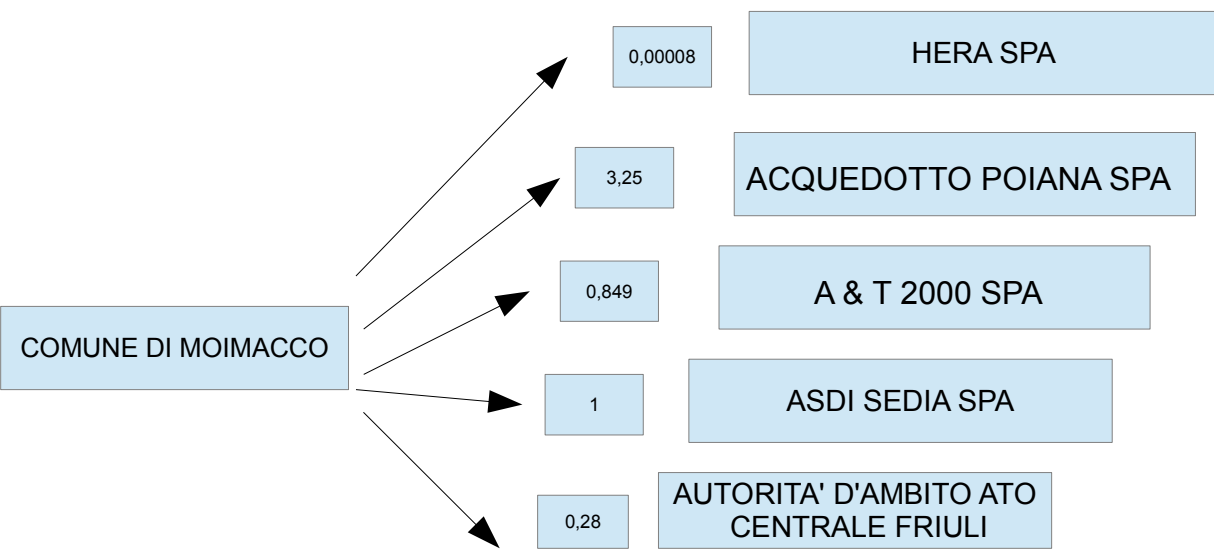 0,00008
HERA SPA
3,25
ACQUEDOTTO POIANA SPA
0,849
A & T 2000 SPA
COMUNE DI MOIMACCO
1
ASDI SEDIA SPA
0,28
AUTORITA' D'AMBITO ATO
CENTRALE FRIULI